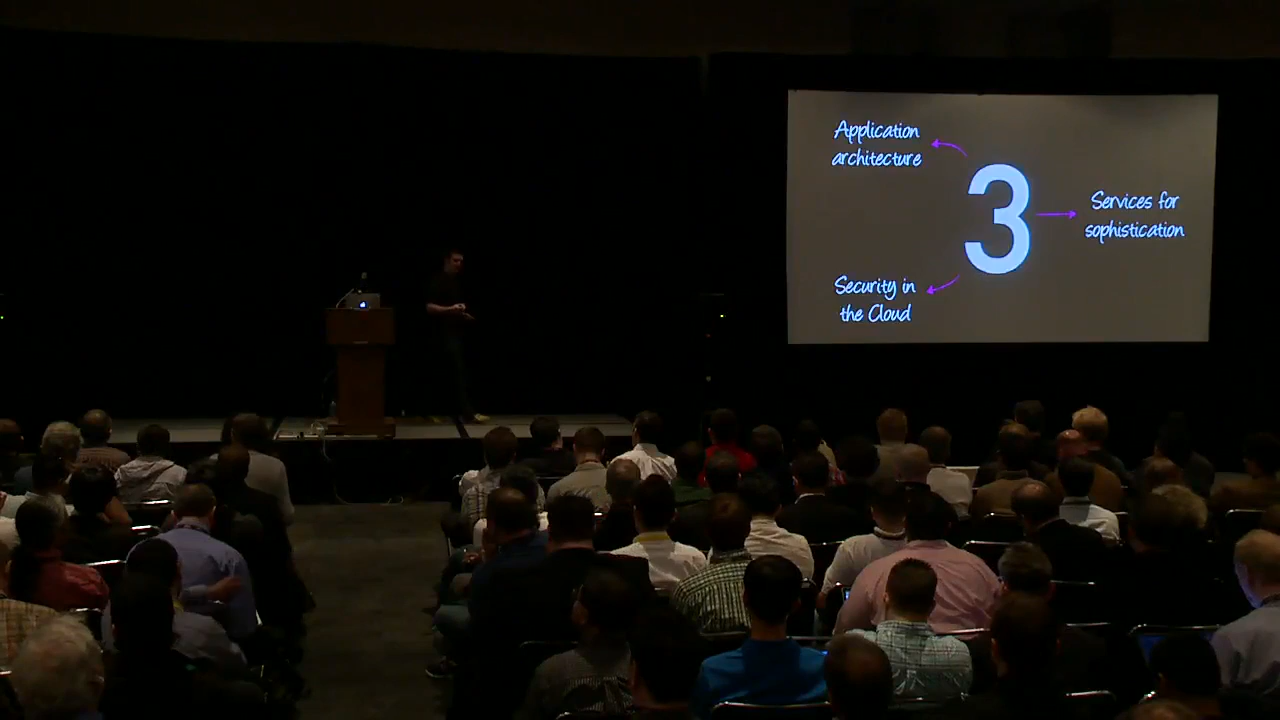 Application
architecture
3
Services for
sophistication
Security in
the Cloud